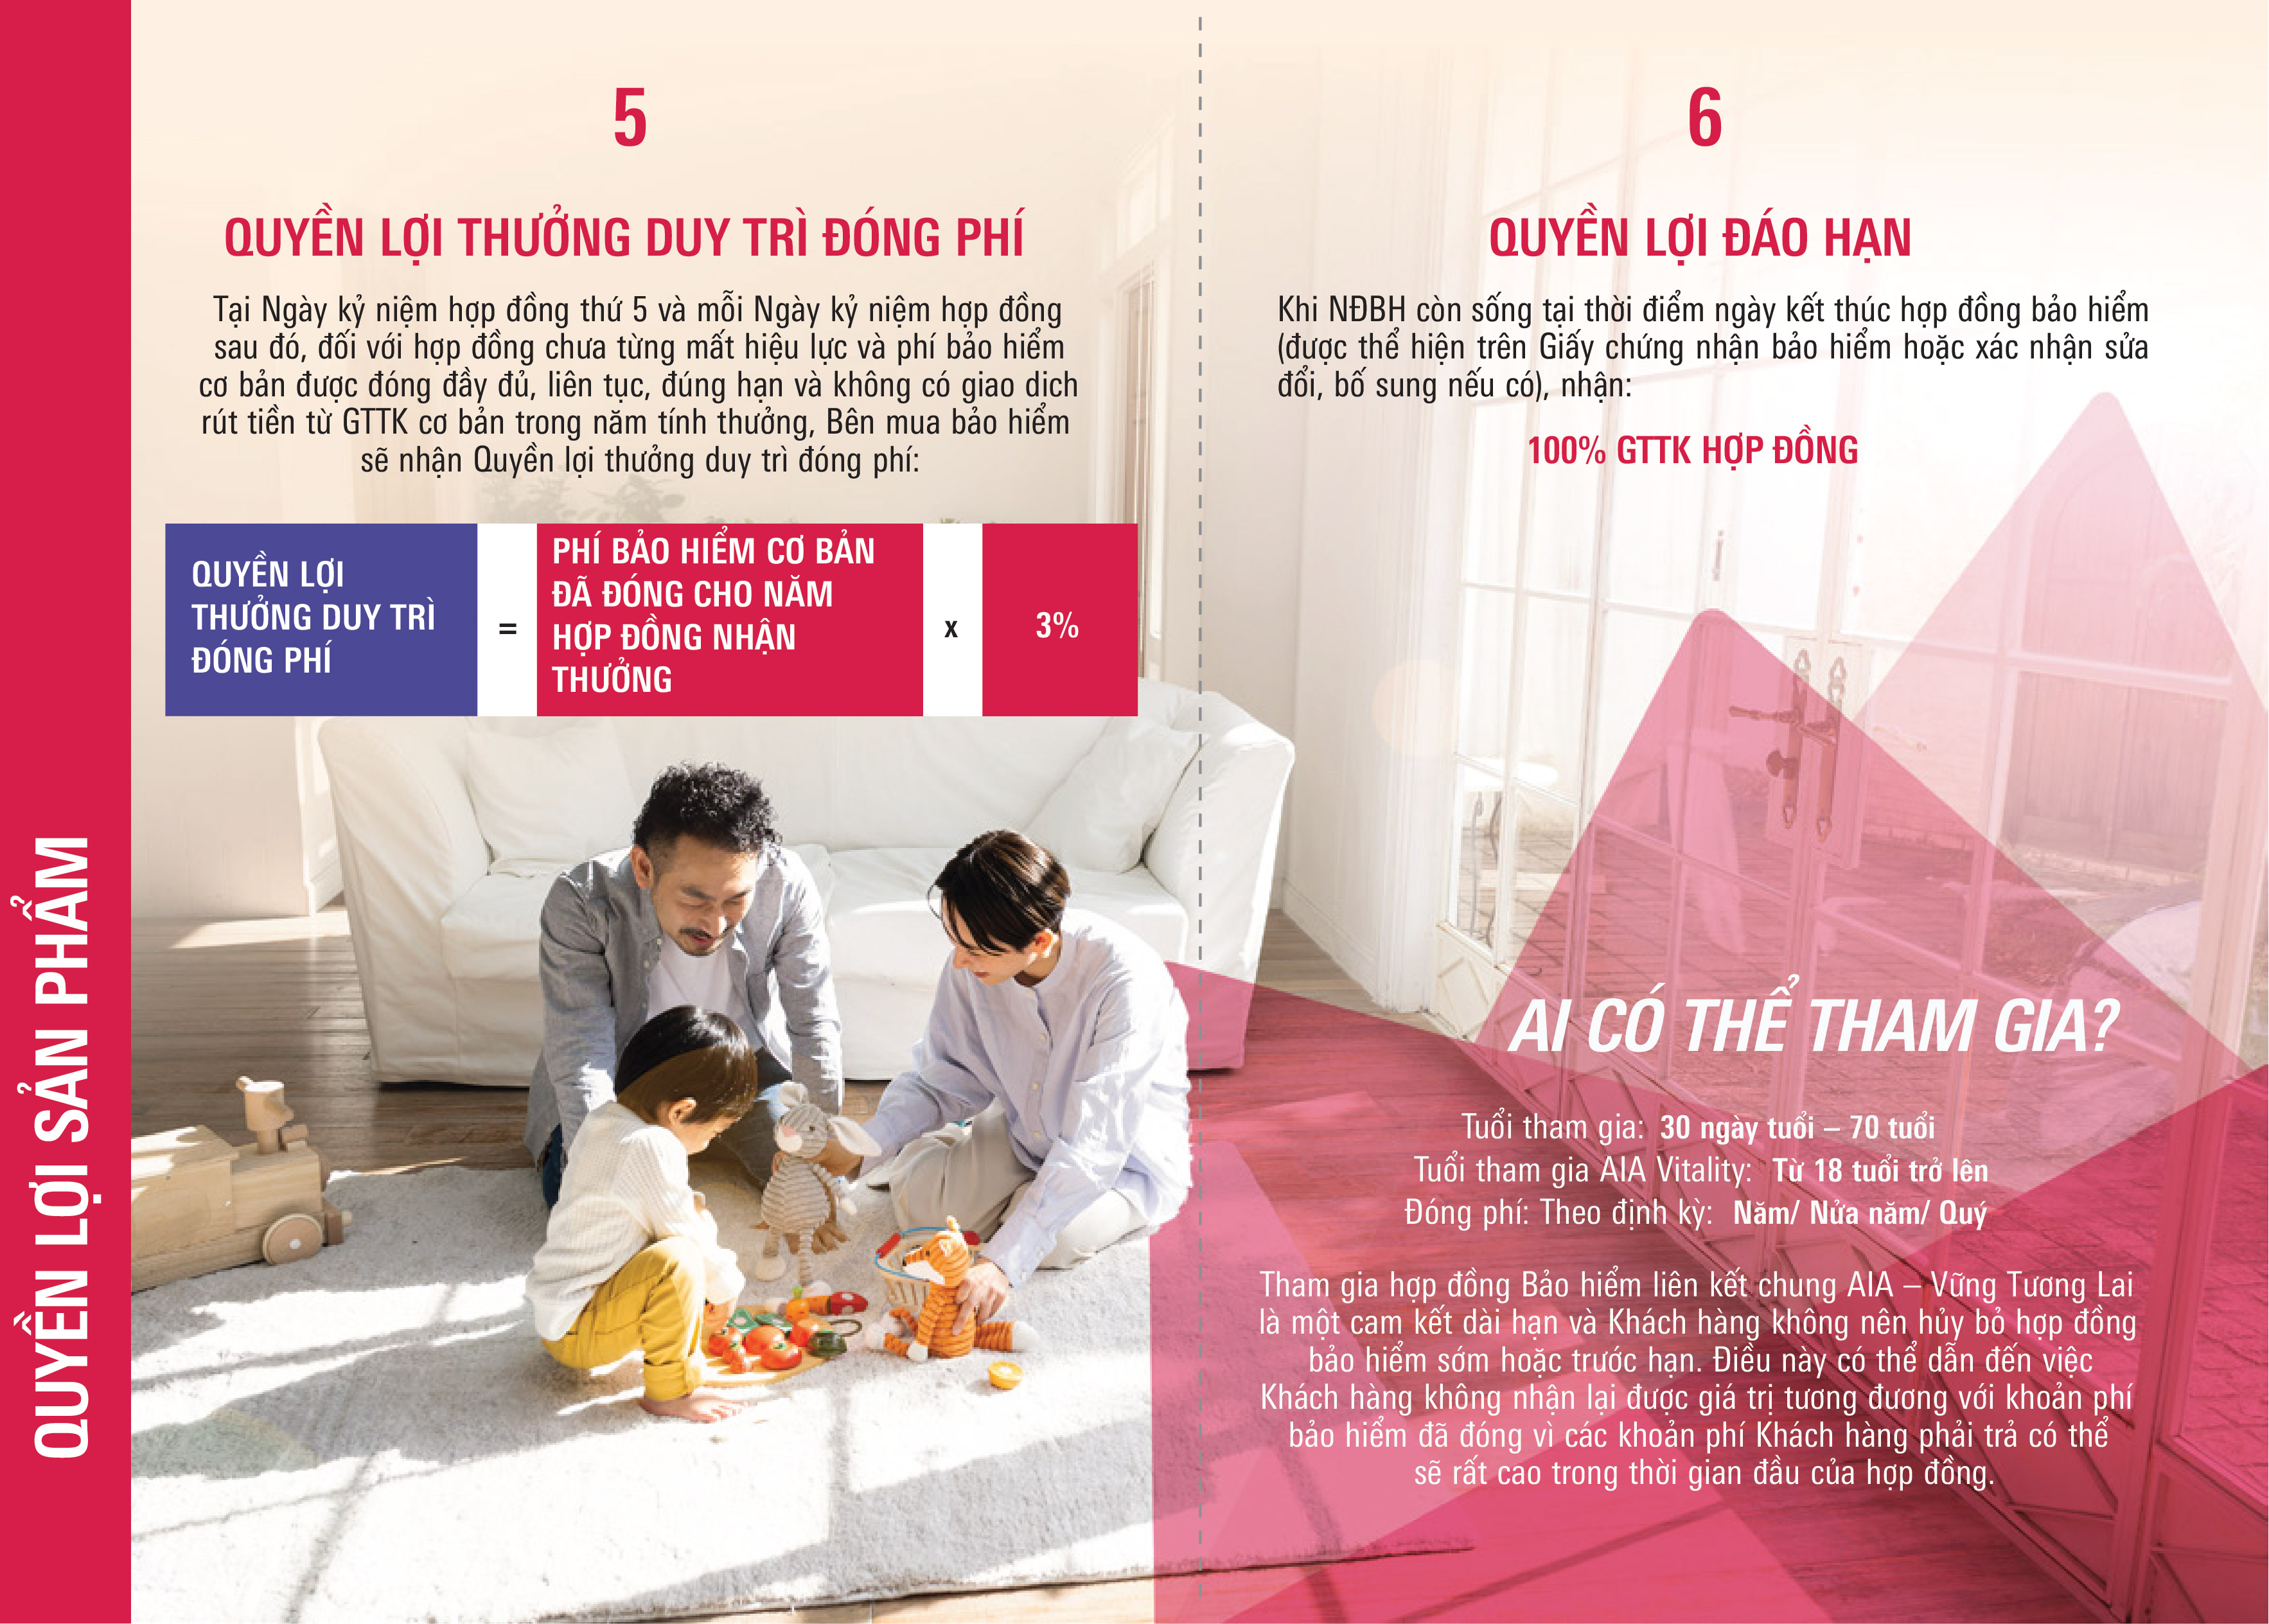 QUYỀN LỢI SẢN PHẨM
5
QUYỀN LỢI THƯỞNG DUY TRÌ ĐÓNG PHÍ
Tại Ngày kỷ niệm hợp đồng thứ 5 và mỗi Ngày kỷ niệm hợp đồng
sau đó, đối với hợp đồng chưa từng mất hiệu lực và phí bảo hiểm
cơ bản được đóng đầy đủ, liên tục, đúng hạn và không có giao dich
rút tiền từ GTTK cơ bản trong năm tính thưởng, Bên mua bảo hiểm
sẽ nhận Quyền lợi thưởng duy trì đóng phí:
QUYỀN LỢI
THƯỞNG DUY TRÌ
ĐÓNG PHÍ
=
PHÍ BẢO HIỂM CƠ BẢN
ĐÃ ĐÓNG CHO NĂM
HỢP ĐỒNG NHẬN
THƯỞNG
x
3%
6
QUYỀN LỢI ĐÁO HẠN
Khi NĐBH còn sống tại thời điểm ngày kết thúc hợp đồng bảo hiểm
(được thể hiện trên Giấy chứng nhận bảo hiểm hoặc xác nhận sửa
đổi, bố sung nếu có), nhận:
100% GTTK HỢP ĐỒNG
AI CÓ THỂ THAM GIA?
Tuổi tham gia: 30 ngày tuổi – 70 tuổi
Tuổi tham gia AIA Vitality: Từ 18 tuổi trở lên
Đóng phí: Theo định kỳ: Năm/ Nửa năm/ Quý
Tham gia hợp đồng Bảo hiểm liên kết chung AIA – Vững Tương Lai
là một cam kết dài hạn và Khách hàng không nên hủy bỏ hợp đồng
bảo hiểm sớm hoặc trước hạn. Điều này có thể dẫn đến việc
Khách hàng không nhận lại được giá trị tương đương với khoản phí
bảo hiểm đã đóng vì các khoản phí Khách hàng phải trả có thể
sẽ rất cao trong thời gian đầu của hợp đồng.